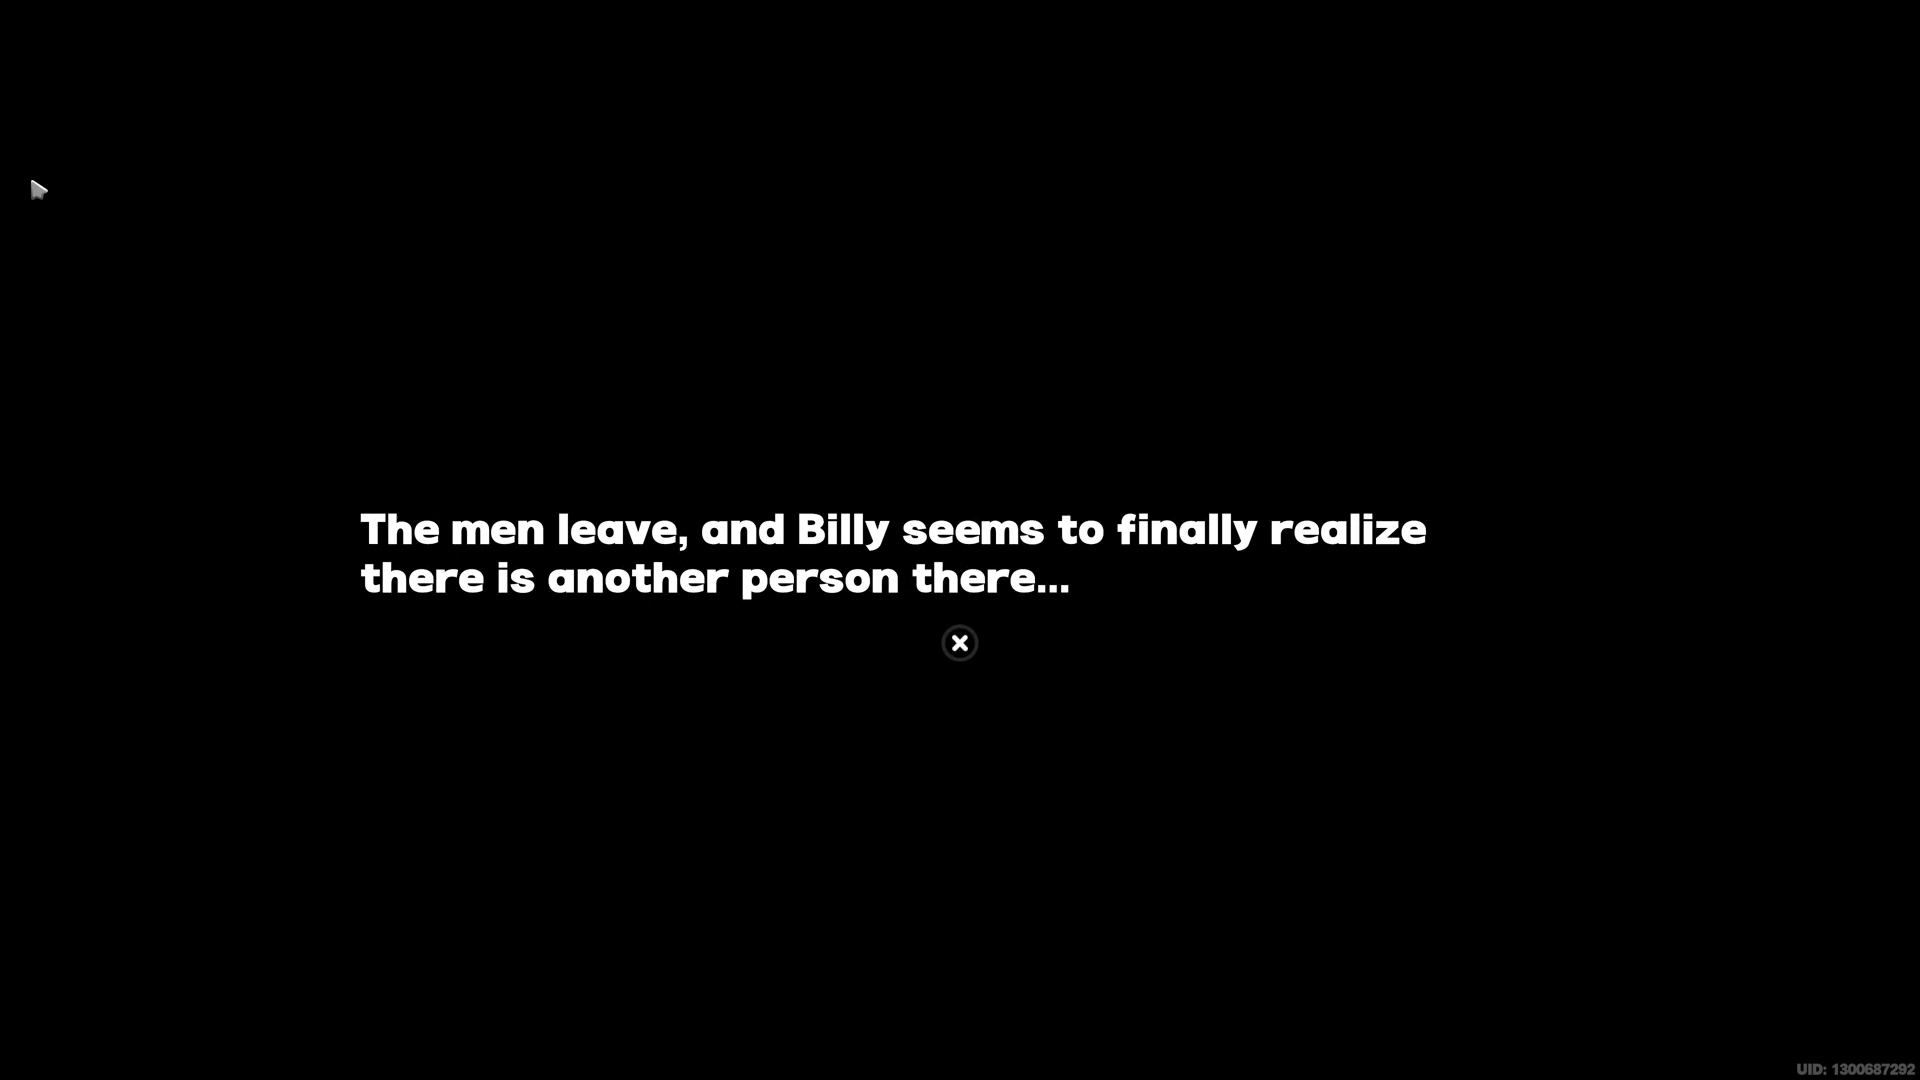 The men leave, and Billy seems to finally realize
there is another person there...
UID: 1300687292